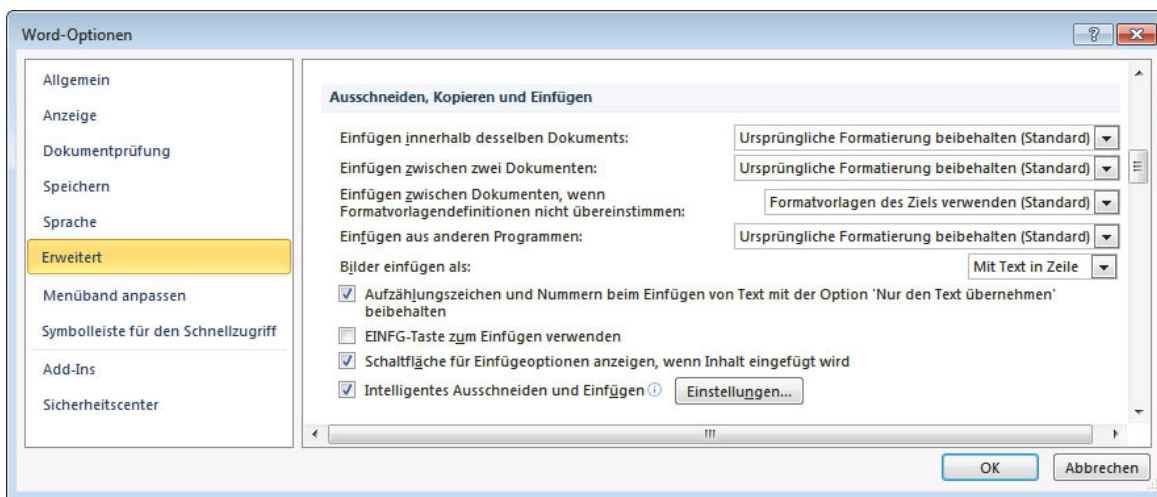 Word-Optionen
Allgemein
Anzeige
Dokumentprüfung
Speichern
Sprache
Erweitert
Menüband anpassen
Symbolleiste für den Schnellzugriff
Add-Ins
Sicherheitscenter
Ausschneiden, Kopieren und Einfügen
Einfügen innerhalb desselben Dokuments: Ursprüngliche Formatierung beibehalten (Standard)
Einfügen zwischen zwei Dokumenten: Ursprüngliche Formatierung beibehalten (Standard)
Einfügen zwischen Dokumenten, wenn
Formatvorlagendefinitionen nicht übereinstimmen: Formatvorlagen des Ziels verwenden (Standard)
Einfügen aus anderen Programmen: Ursprüngliche Formatierung beibehalten (Standard)
Bilder einfügen als: Mit Text in Zeile
Aufzählungszeichen und Nummern beim Einfügen von Text mit der Option 'Nur den Text übernehmen'
beibehalten
EINFG-Taste zum Einfügen verwenden
Schaltfläche für Einfügeoptionen anzeigen, wenn Inhalt eingefügt wird
Intelligentes Ausschneiden und Einfügen Einstellungen...
OK Abbrechen